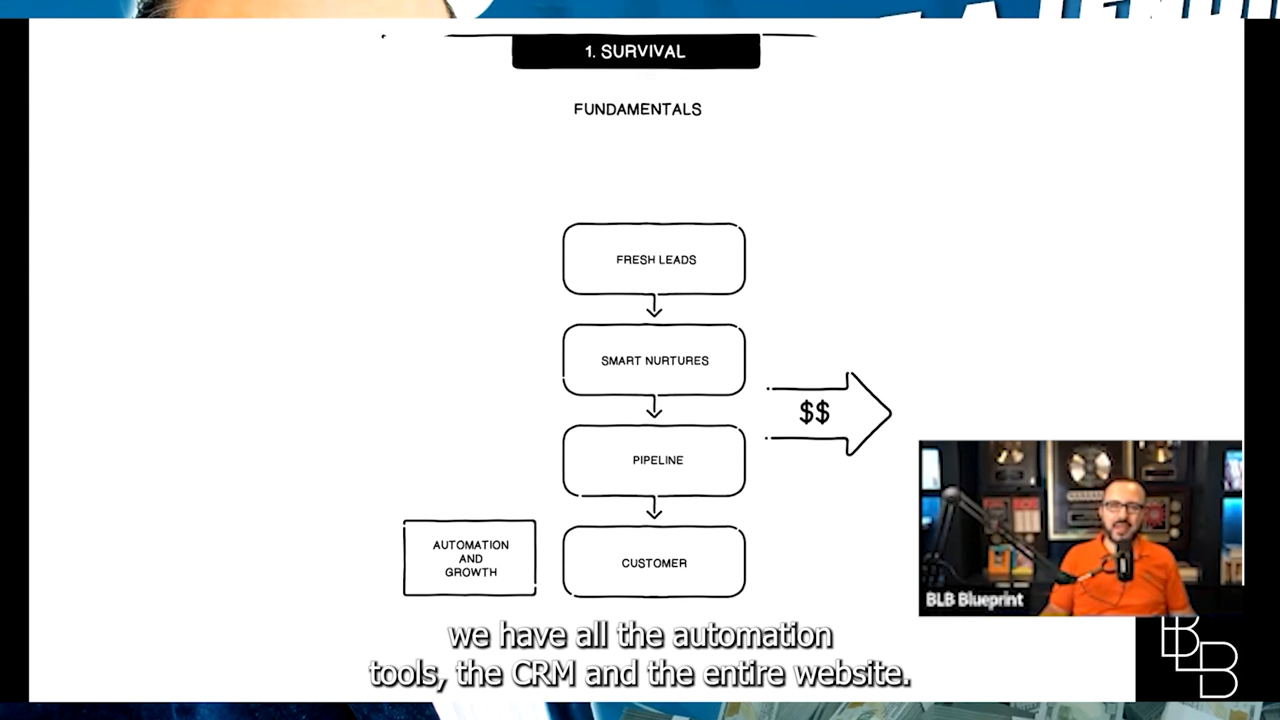 1. SURVIVAL
FUNDAMENTALS
FRESH LEADS
SMART NURTURES
$$
PIPELINE
AUTOMATION
AND
GROWTH
CUSTOMER
BLB Blueprint
we have all the automation
tools, the CRM and the entire website.
BLB